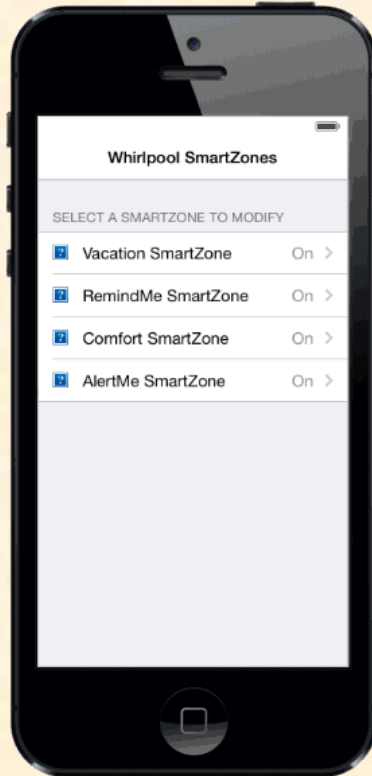 Whirlpool SmartZones
SELECT A SMARTZONE TO MODIFY
Vacation SmartZone On
RemindMe SmartZone On
Comfort SmartZone On
AlertMe SmartZone On